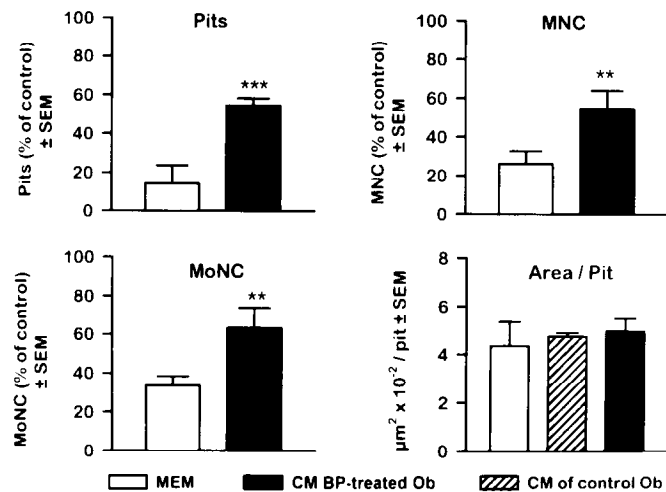 Pits
Pits (% of control)
± SEM
100
80
60
40
20
0
***
MNC
MNC (% of control)
± SEM
100
80
60
40
20
0
**
MoNC
MoNC (% of control)
± SEM
100
80
60
40
20
0
**
Area / Pit
µm² x 10⁻² / pit ± SEM
8
6
4
2
0
MEM
CM BP-treated Ob
CM of control Ob